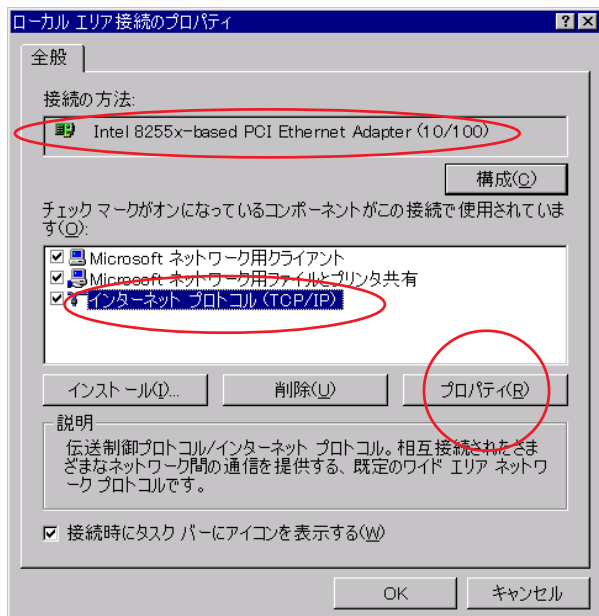 ローカル エリア接続のプロパティ
全般
接続の方法:
Intel 8255x-based PCI Ethernet Adapter (10/100)
構成(C)
チェック マークがオンになっているコンポーネントがこの接続で使用されていま
す(O):
Microsoft ネットワーク用クライアント
Microsoft ネットワーク用ファイルとプリンタ共有
インターネット プロトコル (TCP/IP)
インストール(I)... 削除(U) プロパティ(R)
説明
伝送制御プロトコル/インターネット プロトコル。相互接続されたさま
ざまなネットワーク間の通信を提供する、既定のワイド エリア ネットワ
ーク プロトコルです。
接続時にタスク バーにアイコンを表示する(W)
OK キャンセル